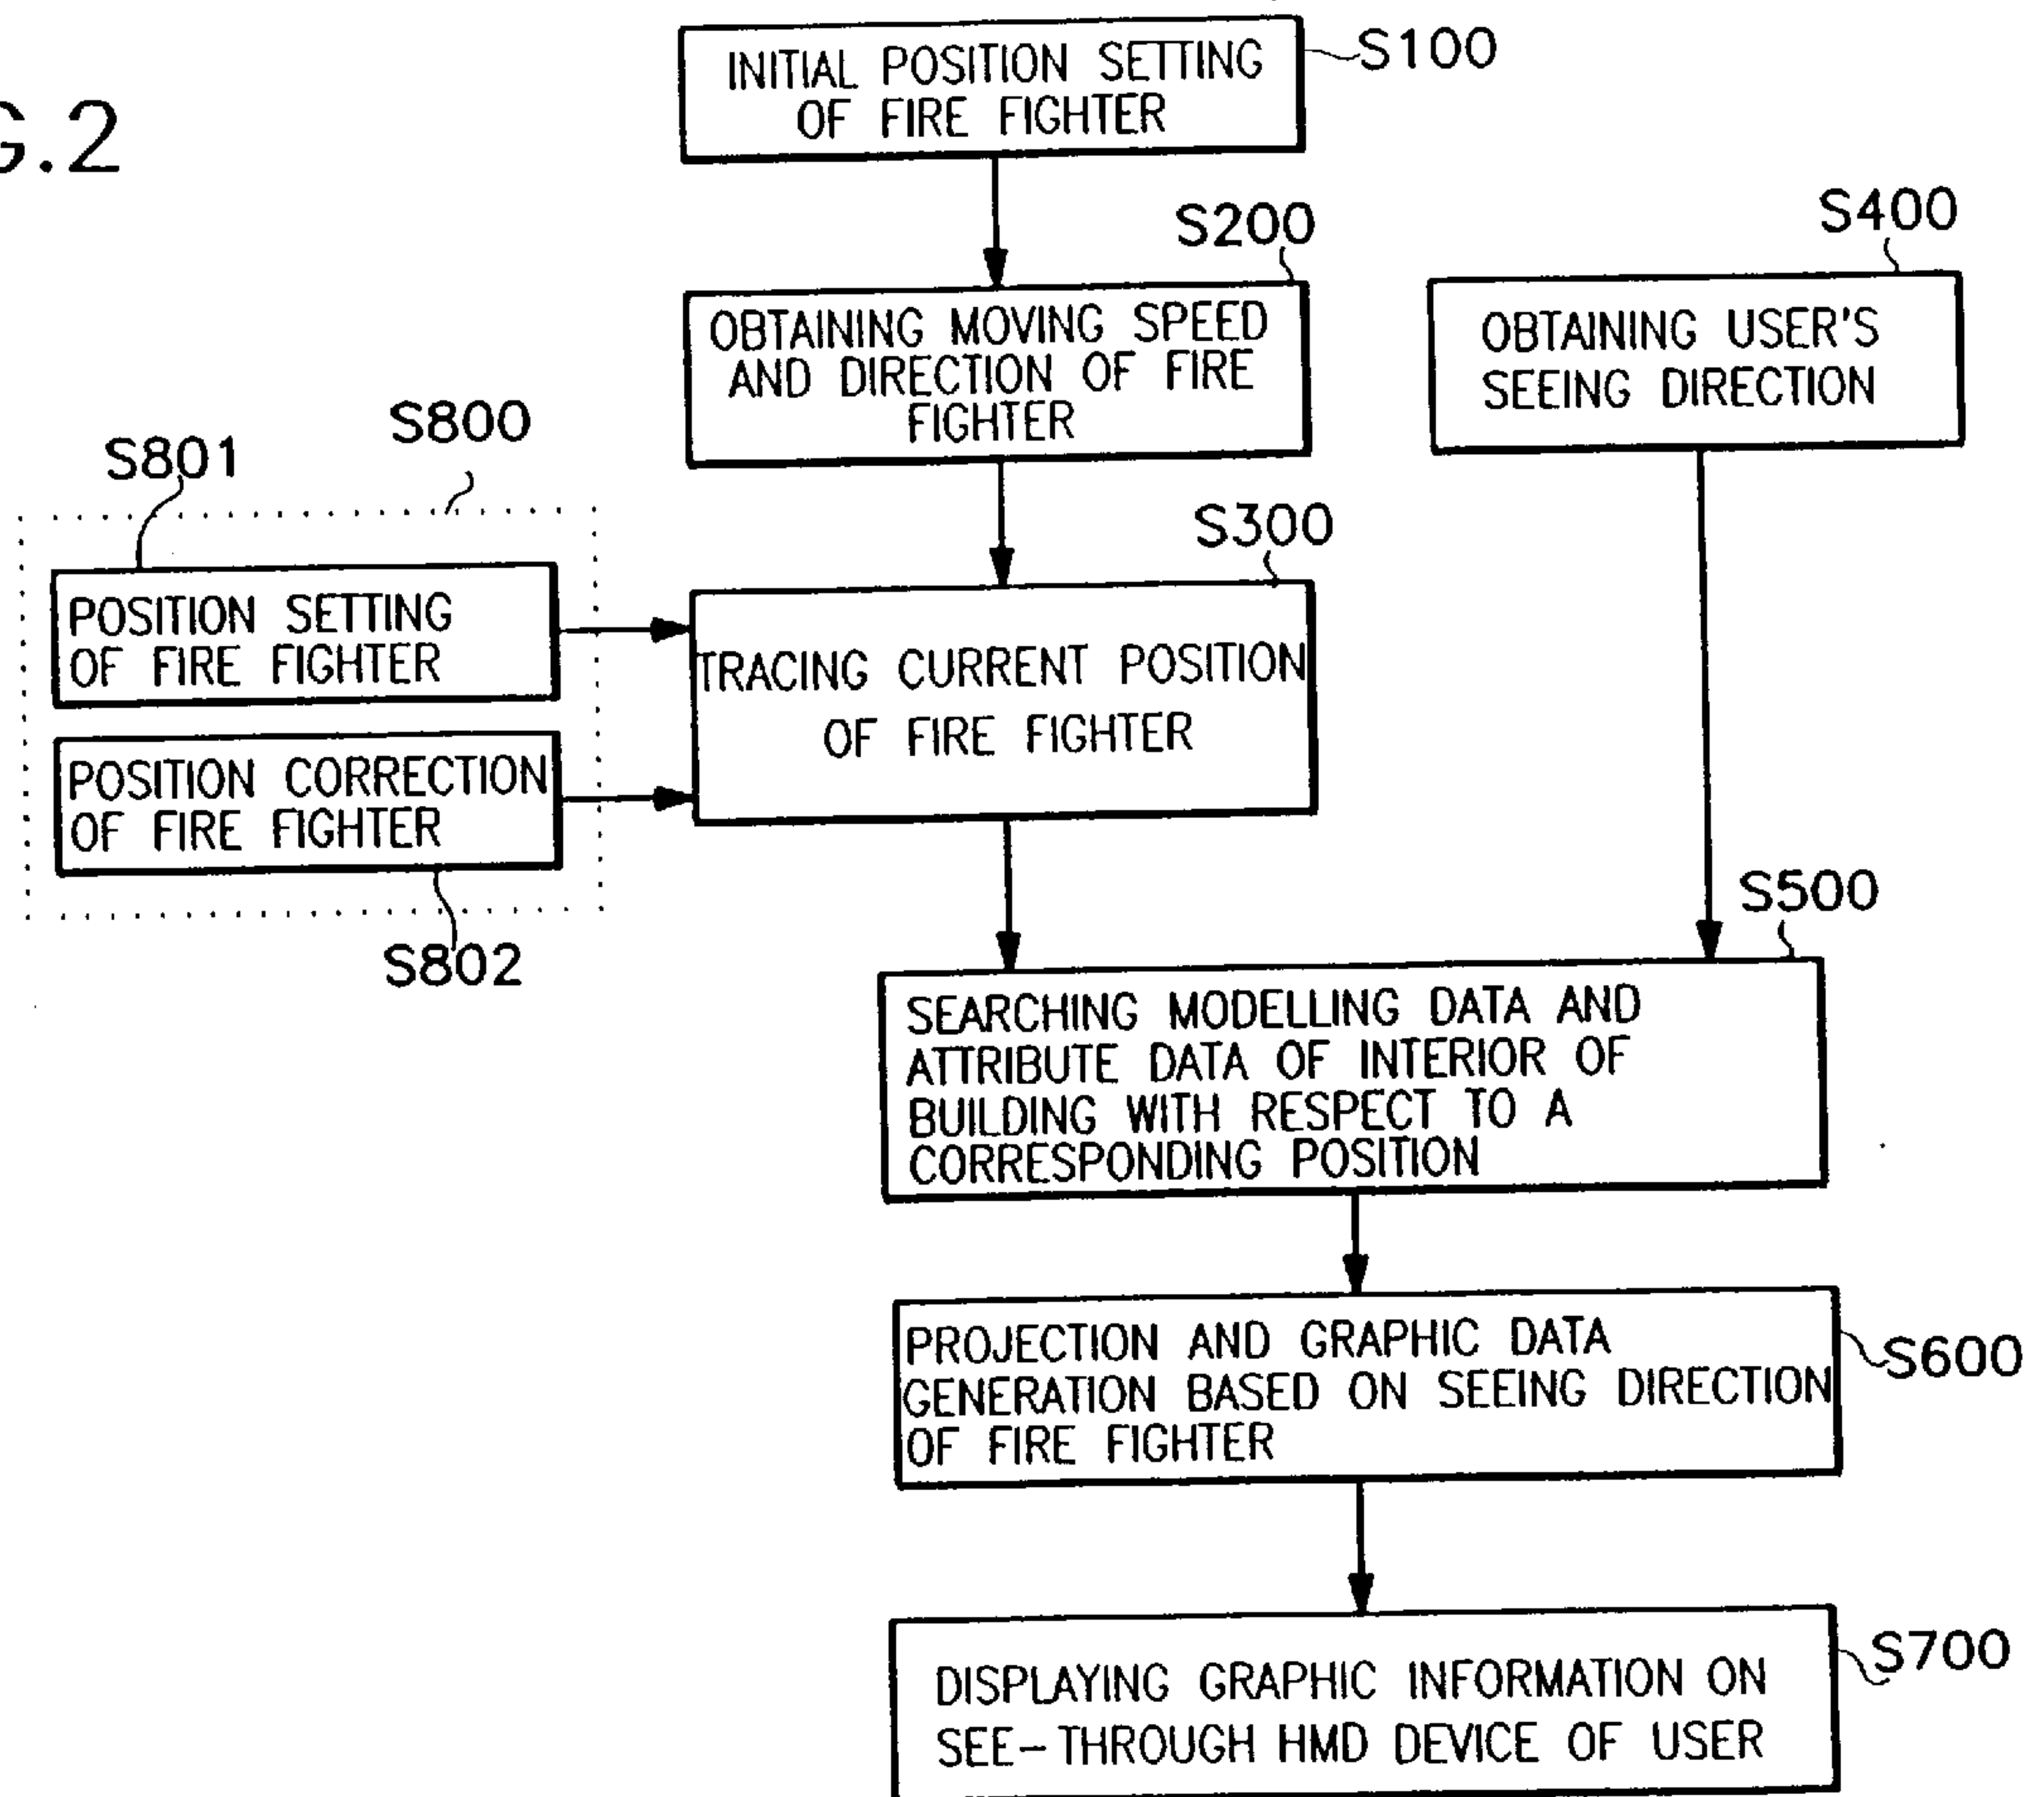 G.2
INITIAL POSITION SETTING
OF FIRE FIGHTER
S100
S200
OBTAINING MOVING SPEED
AND DIRECTION OF FIRE
FIGHTER
S400
OBTAINING USER'S
SEEING DIRECTION
S800
S801
POSITION SETTING
OF FIRE FIGHTER
POSITION CORRECTION
OF FIRE FIGHTER
S802
S300
TRACING CURRENT POSITION
OF FIRE FIGHTER
S500
SEARCHING MODELLING DATA AND
ATTRIBUTE DATA OF INTERIOR OF
BUILDING WITH RESPECT TO A
CORRESPONDING POSITION
PROJECTION AND GRAPHIC DATA
GENERATION BASED ON SEEING DIRECTION
OF FIRE FIGHTER
S600
DISPLAYING GRAPHIC INFORMATION ON
SEE-THROUGH HMD DEVICE OF USER
S700